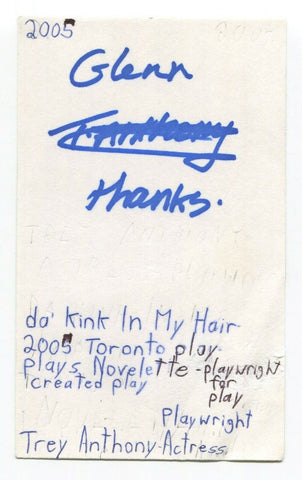 2005
Glenn
T.Anthony
thanks.
da' Kink In My Hair
2005 Toronto play-
plays Novelette -playwright
created play for
play
Playwright
Trey Anthony-Actress